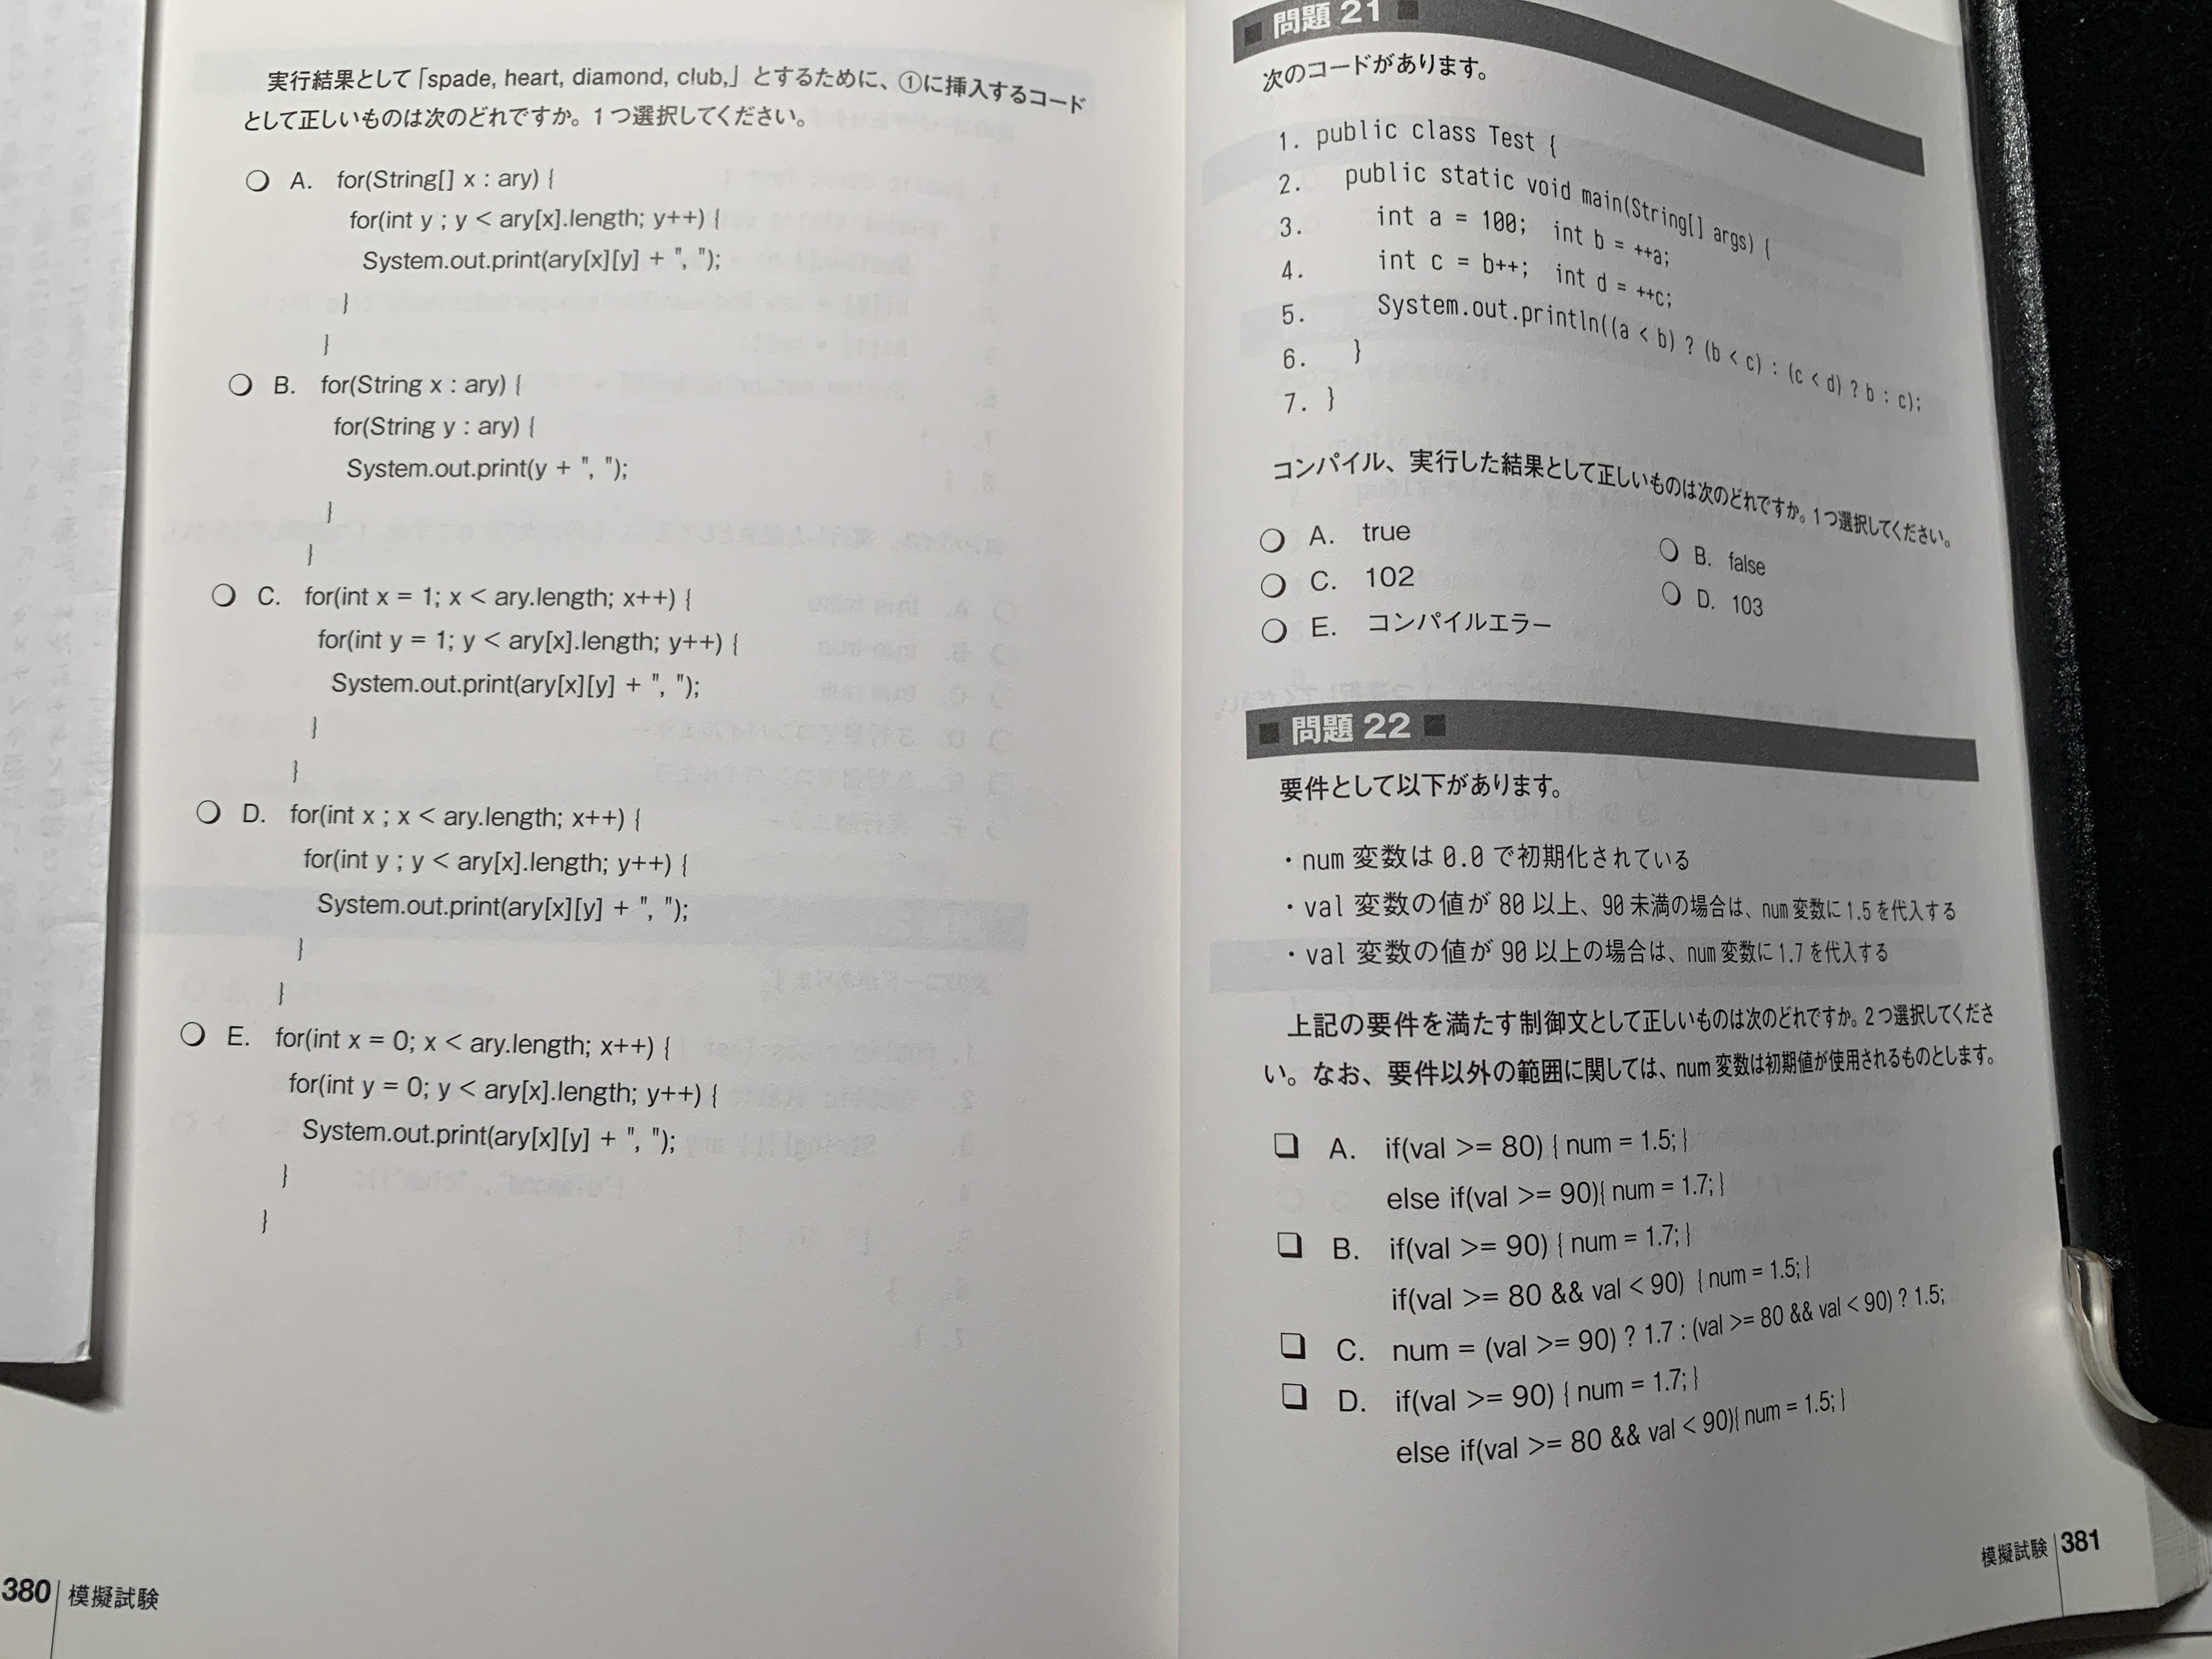 実行結果として「spade, heart, diamond, club,」とするために、①に挿入するコード
として正しいものは次のどれですか。1つ選択してください。
A. for(String[] x : ary) {
for(int y ; y < ary[x].length; y++) {
System.out.print(ary[x][y] + ", ");
}
}
B. for(String x : ary) {
for(String y : ary) {
System.out.print(y + ", ");
}
}
C. for(int x = 1; x < ary.length; x++) {
for(int y = 1; y < ary[x].length; y++) {
System.out.print(ary[x][y] + ", ");
}
}
D. for(int x ; x < ary.length; x++) {
for(int y ; y < ary[x].length; y++) {
System.out.print(ary[x][y] + ", ");
}
}
E. for(int x = 0; x < ary.length; x++) {
for(int y = 0; y < ary[x].length; y++) {
System.out.print(ary[x][y] + ", ");
}
}
380 模擬試験
■ 問題 21 ■
次のコードがあります。
1. public class Test {
2. public static void main(String[] args) {
3. int a = 100; int b = ++a;
4. int c = b++; int d = ++c;
5. System.out.println((a < b) ? (b < c) : (c < d) ? b : c);
6. }
7. }
コンパイル、実行した結果として正しいものは次のどれですか。1つ選択してください。
A. true B. false
C. 102 D. 103
E. コンパイルエラー
■ 問題 22 ■
要件として以下があります。
・num 変数は 0.0 で初期化されている
・val 変数の値が 80 以上、90 未満の場合は、num 変数に 1.5 を代入する
・val 変数の値が 90 以上の場合は、num 変数に 1.7 を代入する
上記の要件を満たす制御文として正しいものは次のどれですか。2つ選択してくださ
い。なお、要件以外の範囲に関しては、num 変数は初期値が使用されるものとします。
A. if(val >= 80) { num = 1.5; }
else if(val >= 90){ num = 1.7; }
B. if(val >= 90) { num = 1.7; }
if(val >= 80 && val < 90) { num = 1.5; }
C. num = (val >= 90) ? 1.7 : (val >= 80 && val < 90) ? 1.5;
D. if(val >= 90) { num = 1.7; }
else if(val >= 80 && val < 90){ num = 1.5; }
模擬試験 381